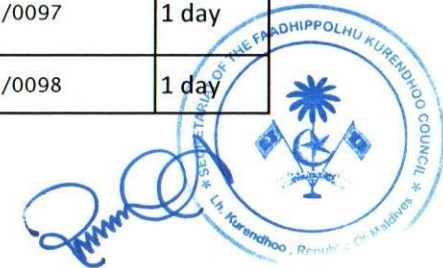 /0097 1 day
/0098 1 day
SECRETARIAT OF THE FAADHIPPOLHU KURENDHOO COUNCIL
Lh. Kurendhoo, Republic Of Maldives